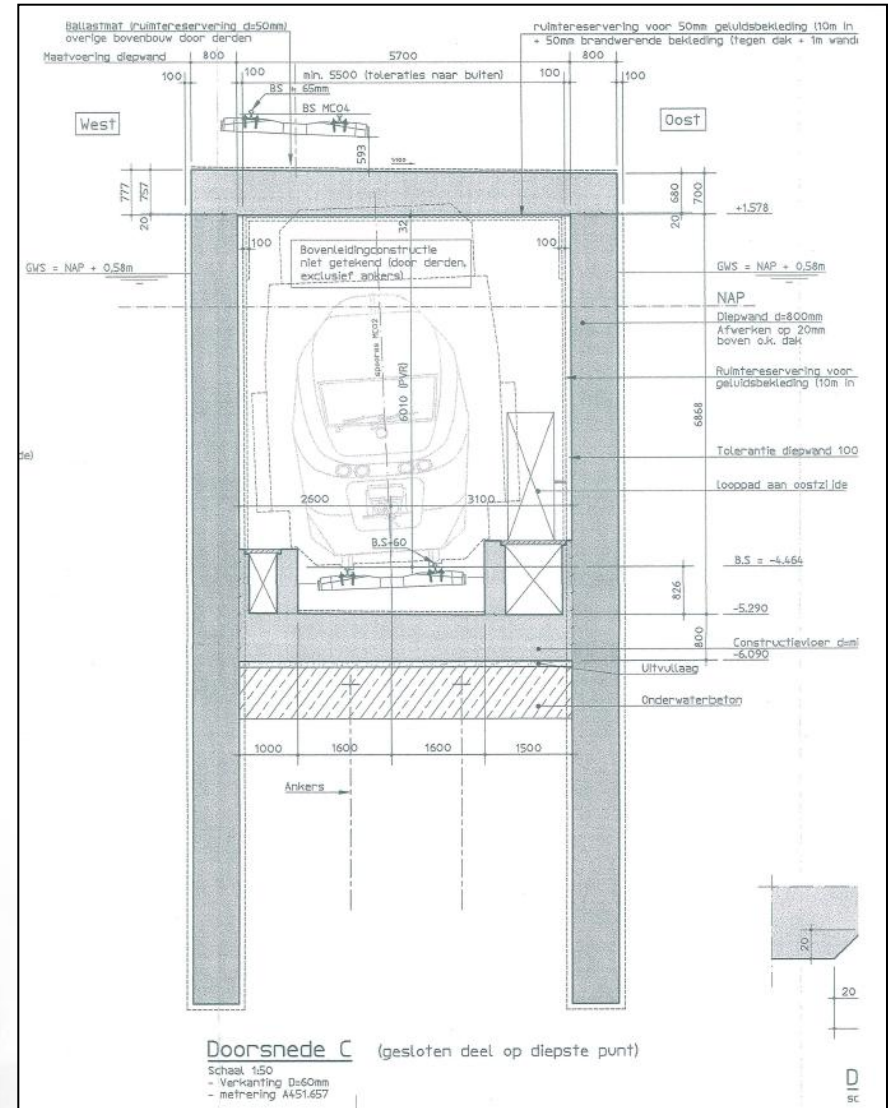 Ballastmat (ruimtereservering d=50mm)
overige bovenbouw door derden
ruimtereservering voor 50mm geluidsbekleding (10m in
+ 50mm brandwerende bekleding (tegen dak + 1m wand
Maatvoering diepwand
800
5700
800
100
100
min. 5500 (toleraties naar buiten)
100
100
BS + 65mm
BS MC04
West
Oost
593
777
757
20
680
700
20
+1.578
32
100
100
Bovenleidingconstructie
niet getekend (door derden,
exclusief ankers)
GWS = NAP + 0,58m
GWS = NAP + 0,58m
NAP
Diepwand d=800mm
Afwerken op 20mm
boven o.k. dak
spooras MC02
6010 (PVR)
Ruimtereservering voor
geluidsbekleding (10m in
6868
de)
Tolerantie diepwand 100
looppad aan oostzijde
2600
3100
B.S+60
B.S = -4.464
826
-5.290
800
Constructievloer d=mi
-6.090
Uitvullaag
Onderwaterbeton
1000
1600
1600
1500
Ankers
20
20
Doorsnede C (gesloten deel op diepste punt)
Schaal 1:50
- Verkanting D=60mm
- metrering A451.657
D
sc